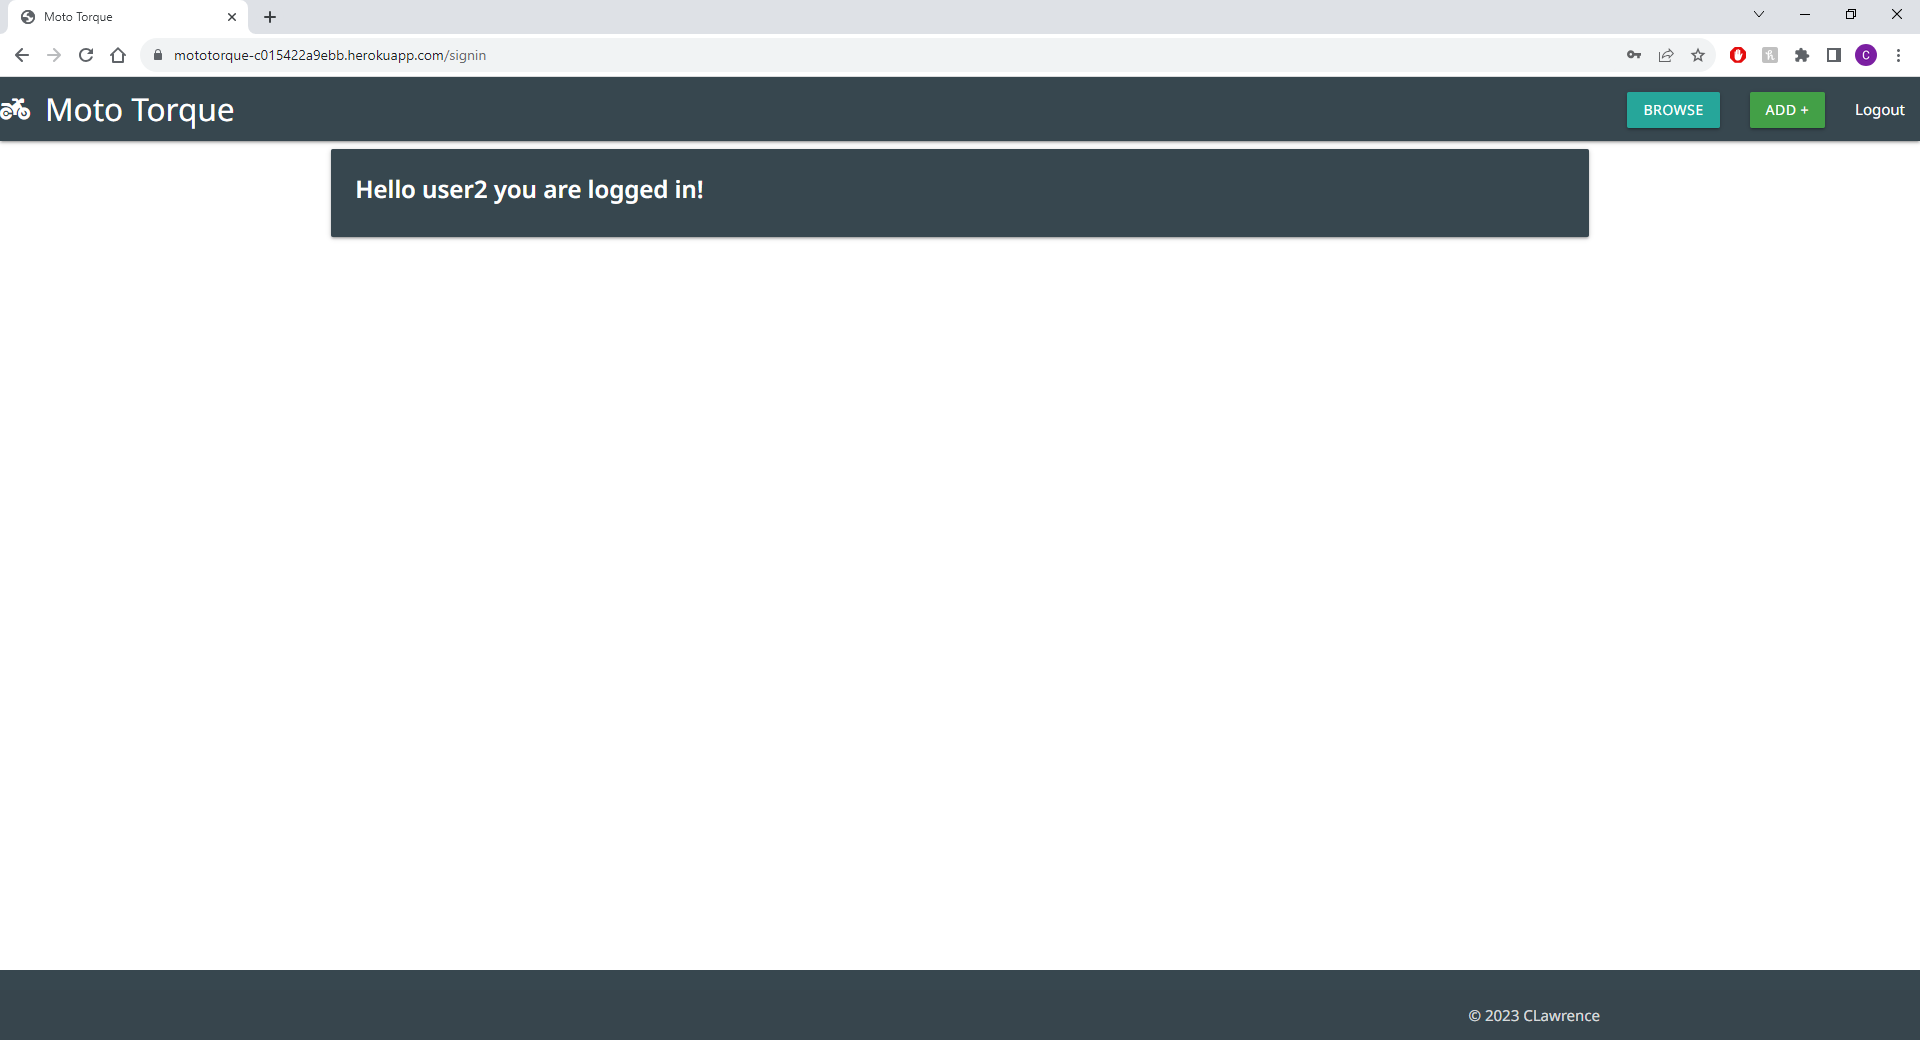 Moto Torque
mototorque-c015422a9ebb.herokuapp.com/signin
C
Moto Torque
BROWSE
ADD +
Logout
Hello user2 you are logged in!
© 2023 CLawrence